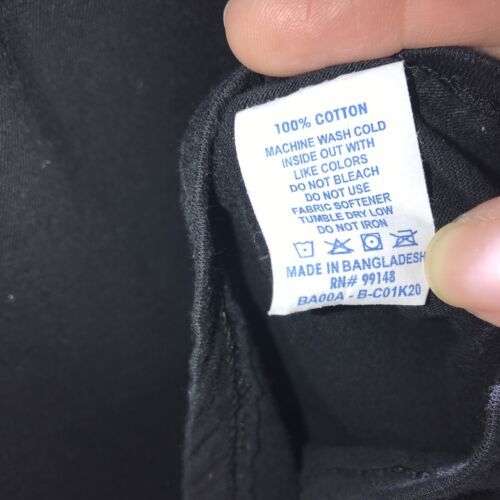 100% COTTON
MACHINE WASH COLD
INSIDE OUT WITH
LIKE COLORS
DO NOT BLEACH
DO NOT USE
FABRIC SOFTENER
TUMBLE DRY LOW
DO NOT IRON
MADE IN BANGLADESH
RN# 99148
BA00A - B-C01K20